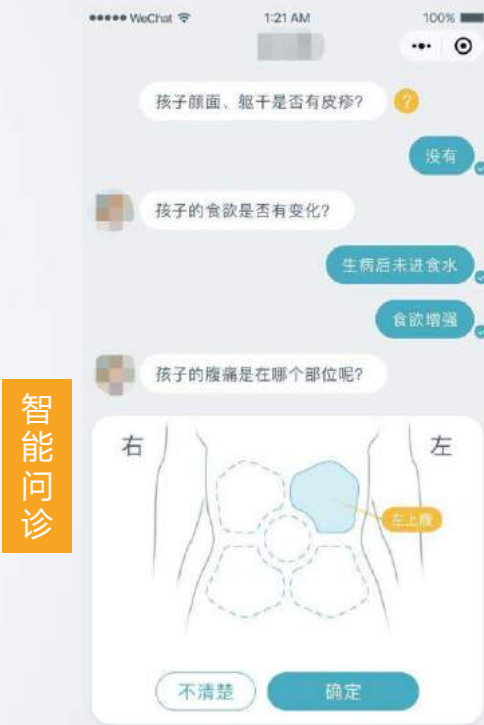 WeChat 1:21 AM 100%
孩子颜面、躯干是否有皮疹? ?
没有
孩子的食欲是否有变化?
生病后未进食水
食欲增强
孩子的腹痛是在哪个部位呢?
智能问诊
右 左
左上腹
不清楚 确定